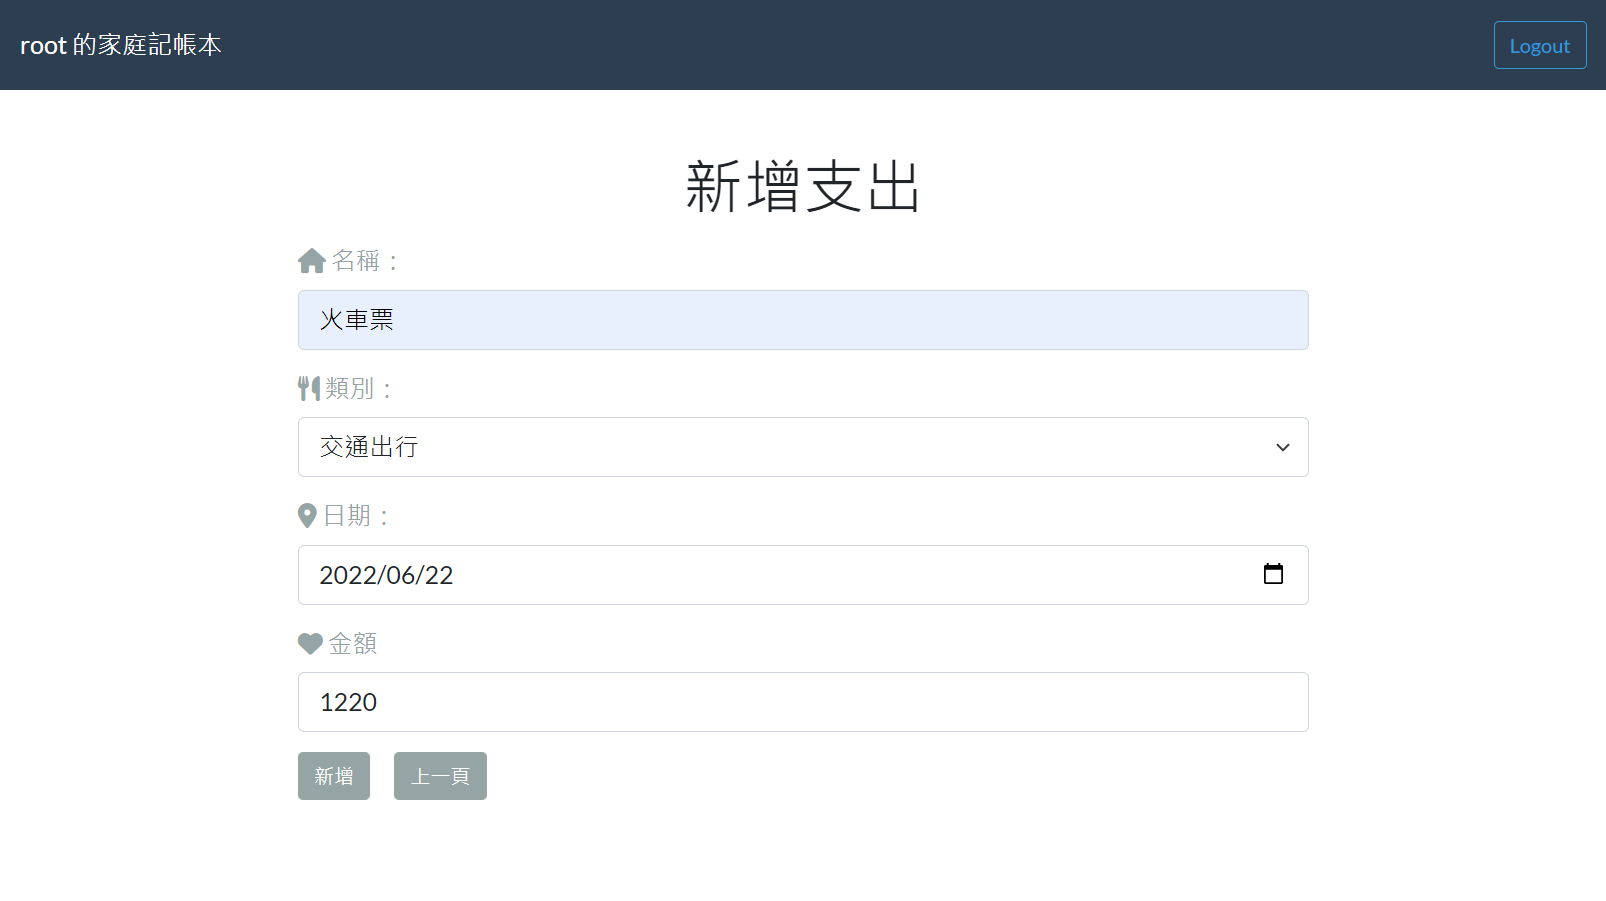 root 的家庭記帳本
Logout
新增支出
名稱：
火車票
類別：
交通出行
日期：
2022/06/22
金額
1220
新增
上一頁